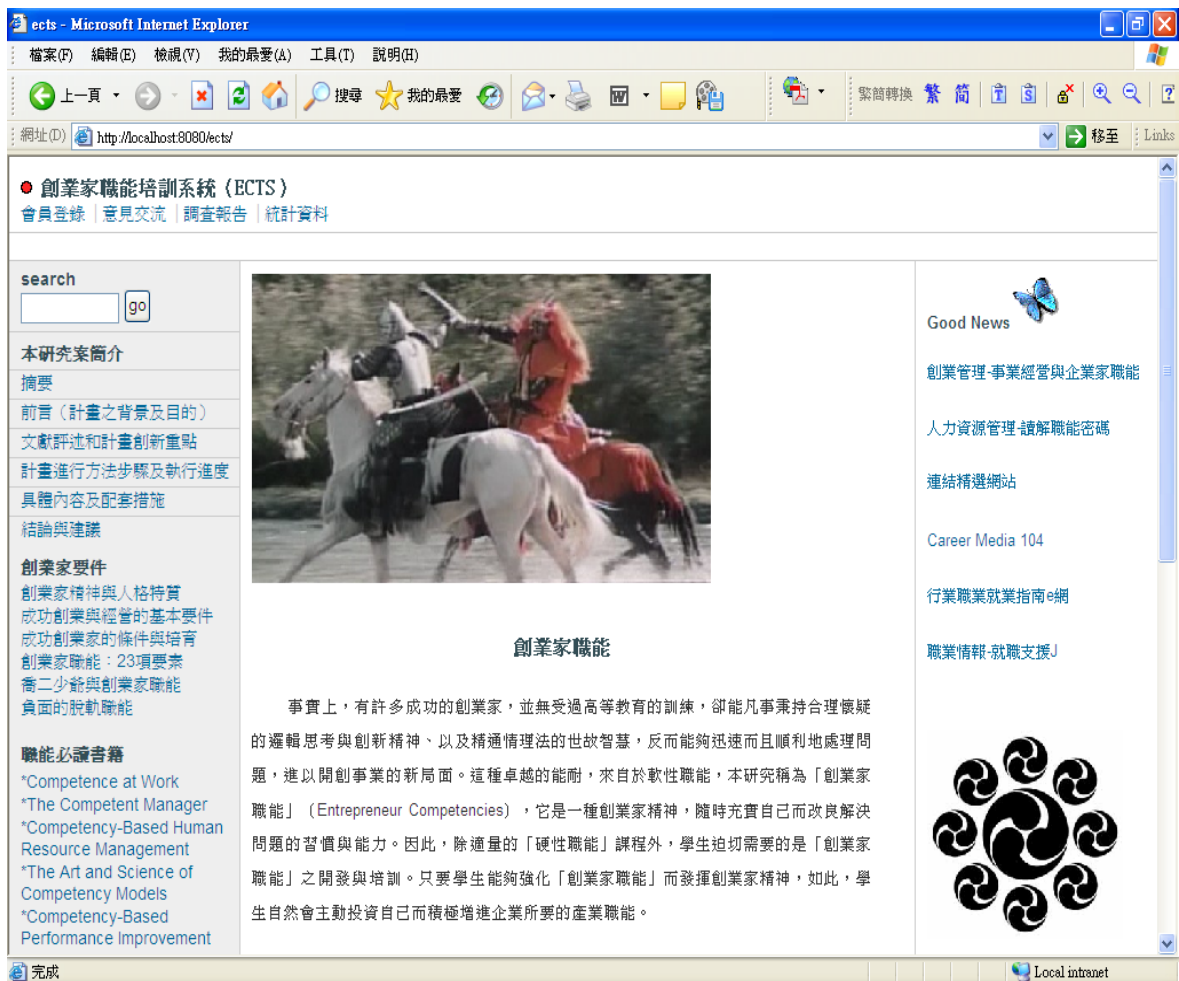 ects - Microsoft Internet Explorer
檔案(F) 編輯(E) 檢視(V) 我的最愛(A) 工具(T) 說明(H)
上一頁 搜尋 我的最愛 繁簡轉換 繁 简
網址(D) http://localhost:8080/ects/ 移至 Links
創業家職能培訓系統（ECTS）
會員登錄 | 意見交流 | 調查報告 | 統計資料
search
go
本研究案簡介
摘要
前言（計畫之背景及目的）
文獻評述和計畫創新重點
計畫進行方法步驟及執行進度
具體內容及配套措施
結論與建議
創業家要件
創業家精神與人格特質
成功創業與經營的基本要件
成功創業家的條件與培育
創業家職能：23項要素
喬二少爺與創業家職能
負面的脫軌職能
職能必讀書籍
*Competence at Work
*The Competent Manager
*Competency-Based Human
Resource Management
*The Art and Science of
Competency Models
*Competency-Based
Performance Improvement
創業家職能
事實上，有許多成功的創業家，並無受過高等教育的訓練，卻能凡事秉持合理懷疑
的邏輯思考與創新精神、以及精通情理法的世故智慧，反而能夠迅速而且順利地處理問
題，進以開創事業的新局面。這種卓越的能耐，來自於軟性職能，本研究稱為「創業家
職能」（Entrepreneur Competencies），它是一種創業家精神，隨時充實自己而改良解決
問題的習慣與能力。因此，除適量的「硬性職能」課程外，學生迫切需要的是「創業家
職能」之開發與培訓。只要學生能夠強化「創業家職能」而發揮創業家精神，如此，學
生自然會主動投資自己而積極增進企業所要的產業職能。
Good News
創業管理-事業經營與企業家職能
人力資源管理-讀解職能密碼
連結精選網站
Career Media 104
行業職業就業指南e網
職業情報-就職支援J
完成 Local intranet